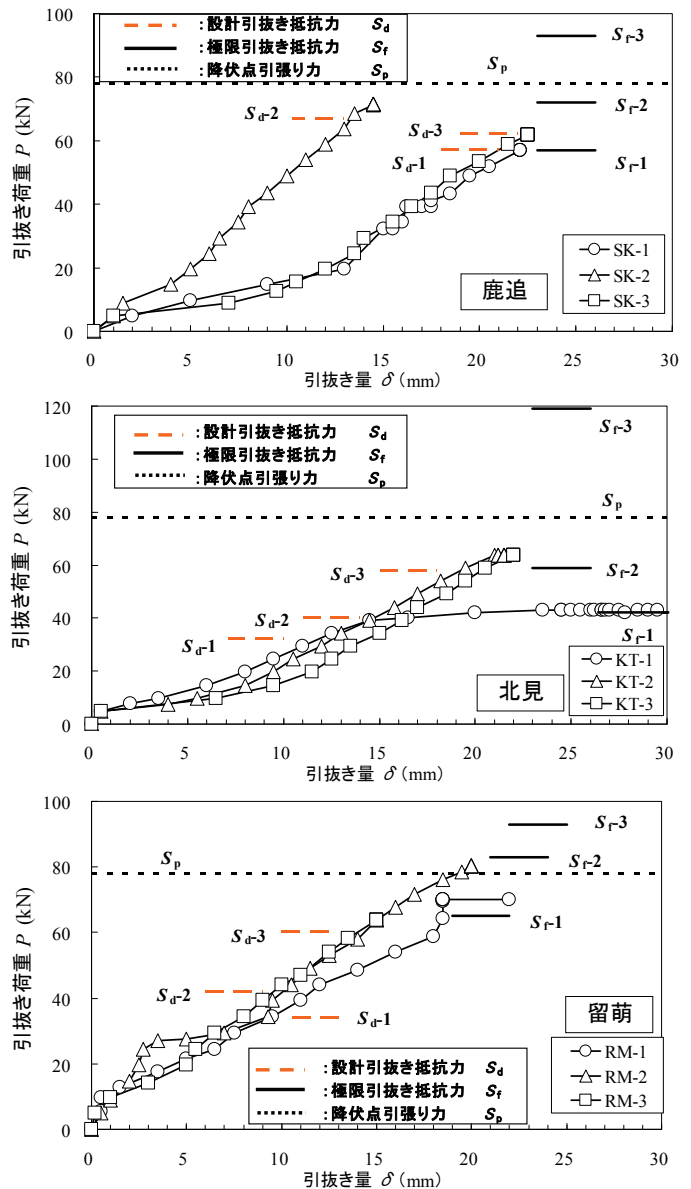 :設計引抜き抵抗力 Sd
:極限引抜き抵抗力 Sf
:降伏点引張り力 Sp
引抜き荷重 P (kN)
100
80
60
40
20
0
Sf-3
Sp
Sf-2
Sd-2
Sd-3
Sd-1
Sf-1
鹿追
SK-1
SK-2
SK-3
0 5 10 15 20 25 30
引抜き量 δ (mm)
:設計引抜き抵抗力 Sd
:極限引抜き抵抗力 Sf
:降伏点引張り力 Sp
引抜き荷重 P (kN)
120
100
80
60
40
20
0
Sf-3
Sp
Sd-3
Sf-2
Sd-2
Sd-1
Sf-1
北見
KT-1
KT-2
KT-3
0 5 10 15 20 25 30
引抜き量 δ (mm)
引抜き荷重 P (kN)
100
80
60
40
20
0
Sf-3
Sp
Sf-2
Sf-1
Sd-3
Sd-2
Sd-1
留萌
:設計引抜き抵抗力 Sd
:極限引抜き抵抗力 Sf
:降伏点引張り力 Sp
RM-1
RM-2
RM-3
0 5 10 15 20 25 30
引抜き量 δ (mm)